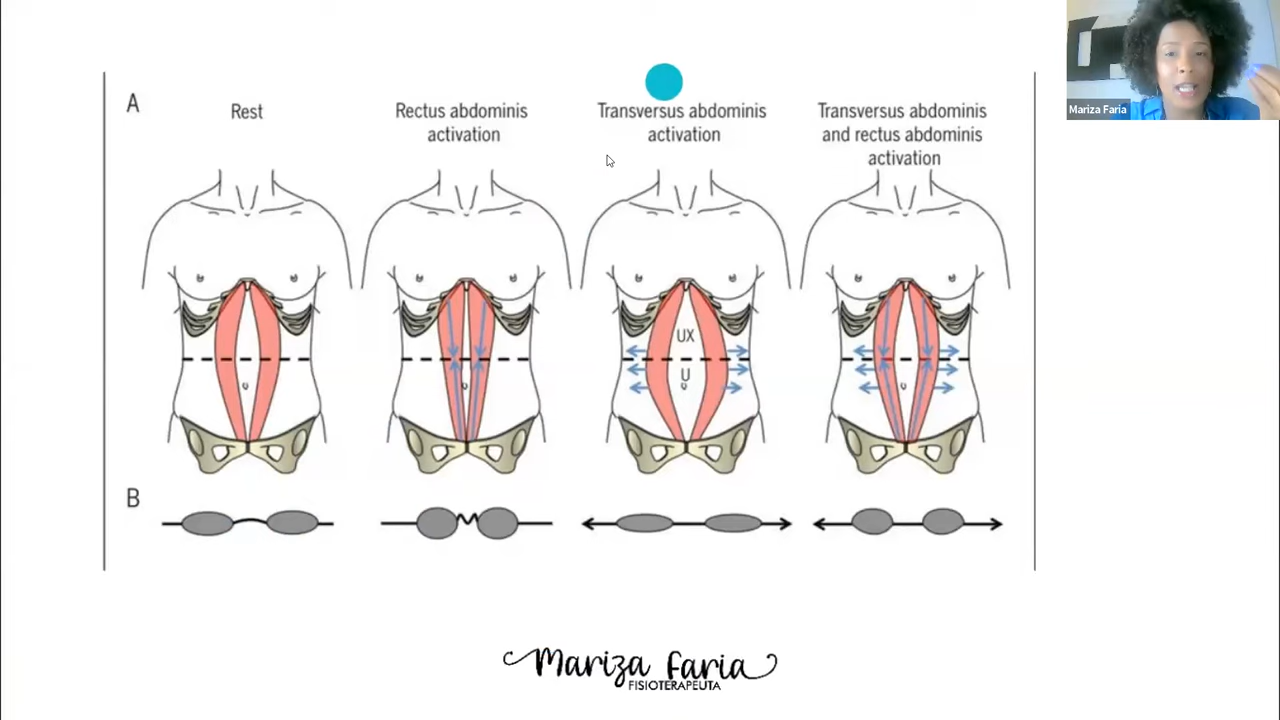 Mariza Faria
A
Rest
Rectus abdominis
activation
Transversus abdominis
activation
Transversus abdominis
and rectus abdominis
activation
UX
U
B
Mariza Faria
FISIOTERAPEUTA